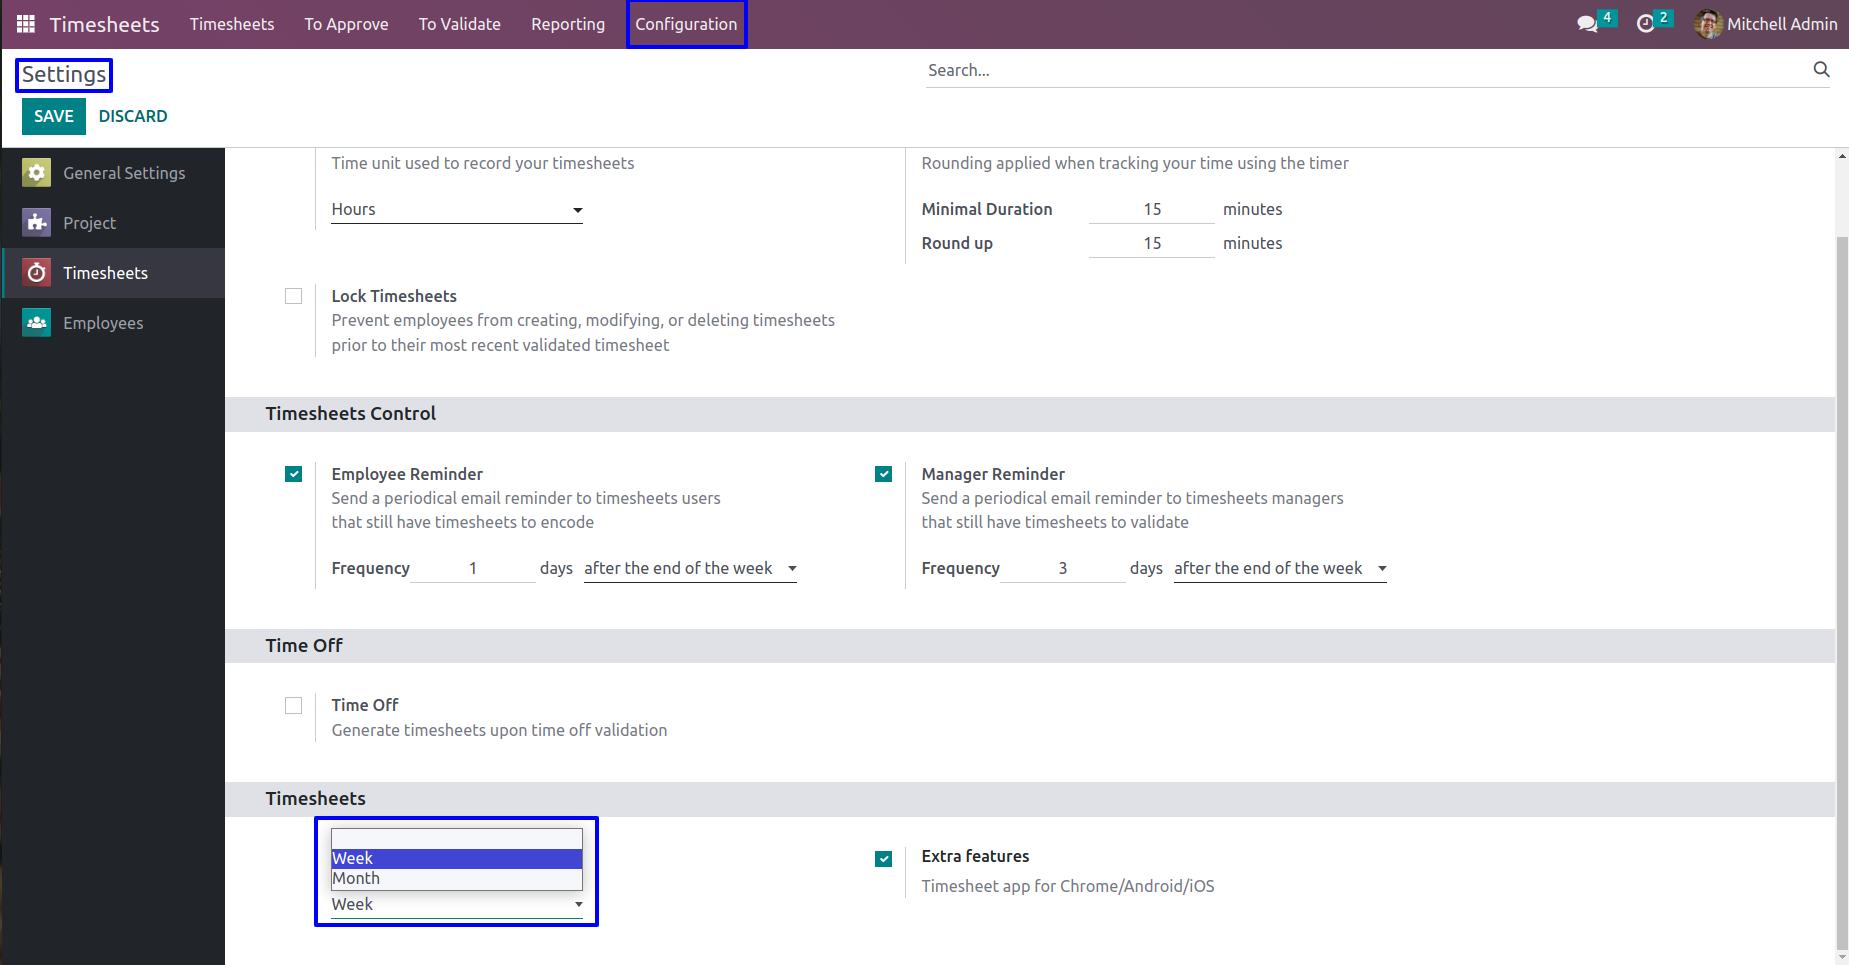 Timesheets Timesheets To Approve To Validate Reporting Configuration 4 2 Mitchell Admin
Settings Search...
SAVE DISCARD
General Settings
Project
Timesheets
Employees
Time unit used to record your timesheets
Hours
Rounding applied when tracking your time using the timer
Minimal Duration 15 minutes
Round up 15 minutes
Lock Timesheets
Prevent employees from creating, modifying, or deleting timesheets
prior to their most recent validated timesheet
Timesheets Control
Employee Reminder
Send a periodical email reminder to timesheets users
that still have timesheets to encode
Frequency 1 days after the end of the week
Manager Reminder
Send a periodical email reminder to timesheets managers
that still have timesheets to validate
Frequency 3 days after the end of the week
Time Off
Time Off
Generate timesheets upon time off validation
Timesheets
Week
Month
Week
Extra features
Timesheet app for Chrome/Android/iOS